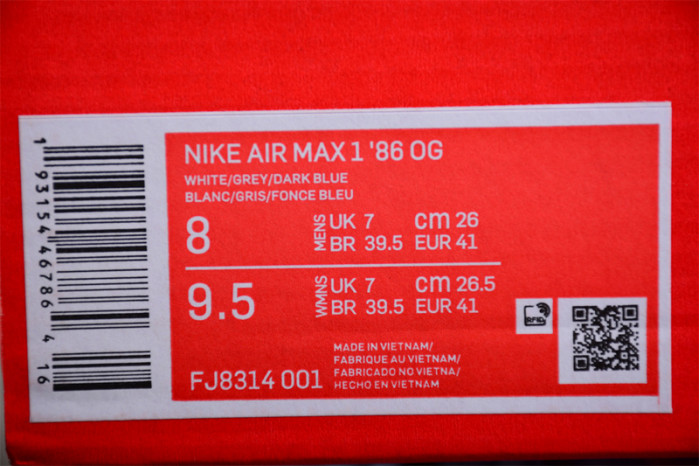 NIKE AIR MAX 1 '86 OG
WHITE/GREY/DARK BLUE
BLANC/GRIS/FONCE BLEU
8 MENS UK 7 cm 26
BR 39.5 EUR 41
9.5 WMNS UK 7 cm 26.5
BR 39.5 EUR 41
MADE IN VIETNAM/
FABRIQUE AU VIETNAM/
FABRICADO NO VIETNA/
HECHO EN VIETNAM
FJ8314 001
RFID
1 93154 46786 4 16